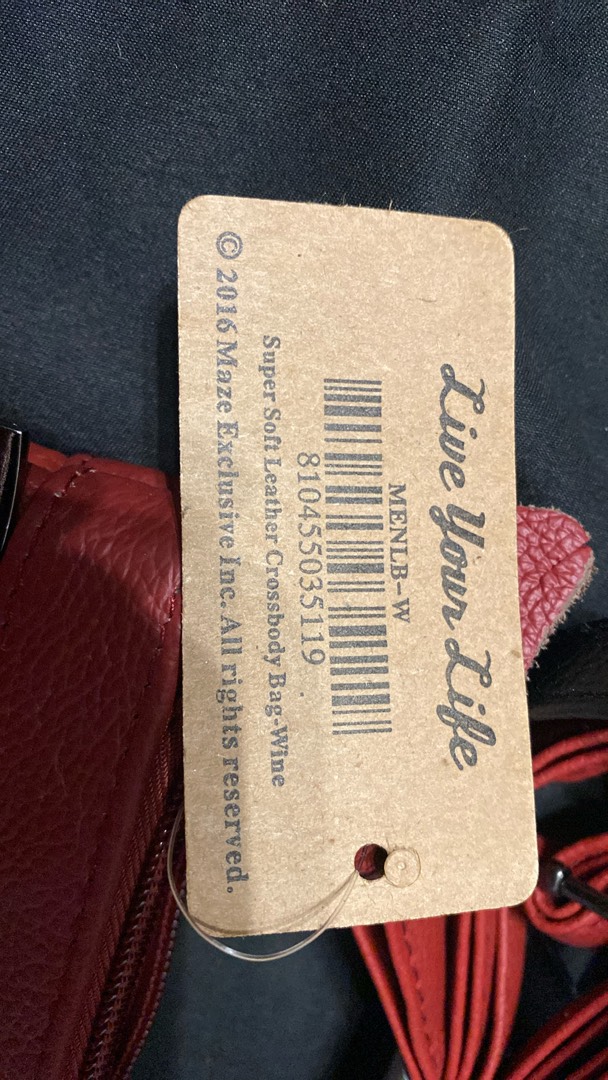 Live Your Life
MENLB-W
810455035119
Super Soft Leather Crossbody Bag-Wine
© 2016 Maze Exclusive Inc. All rights reserved.